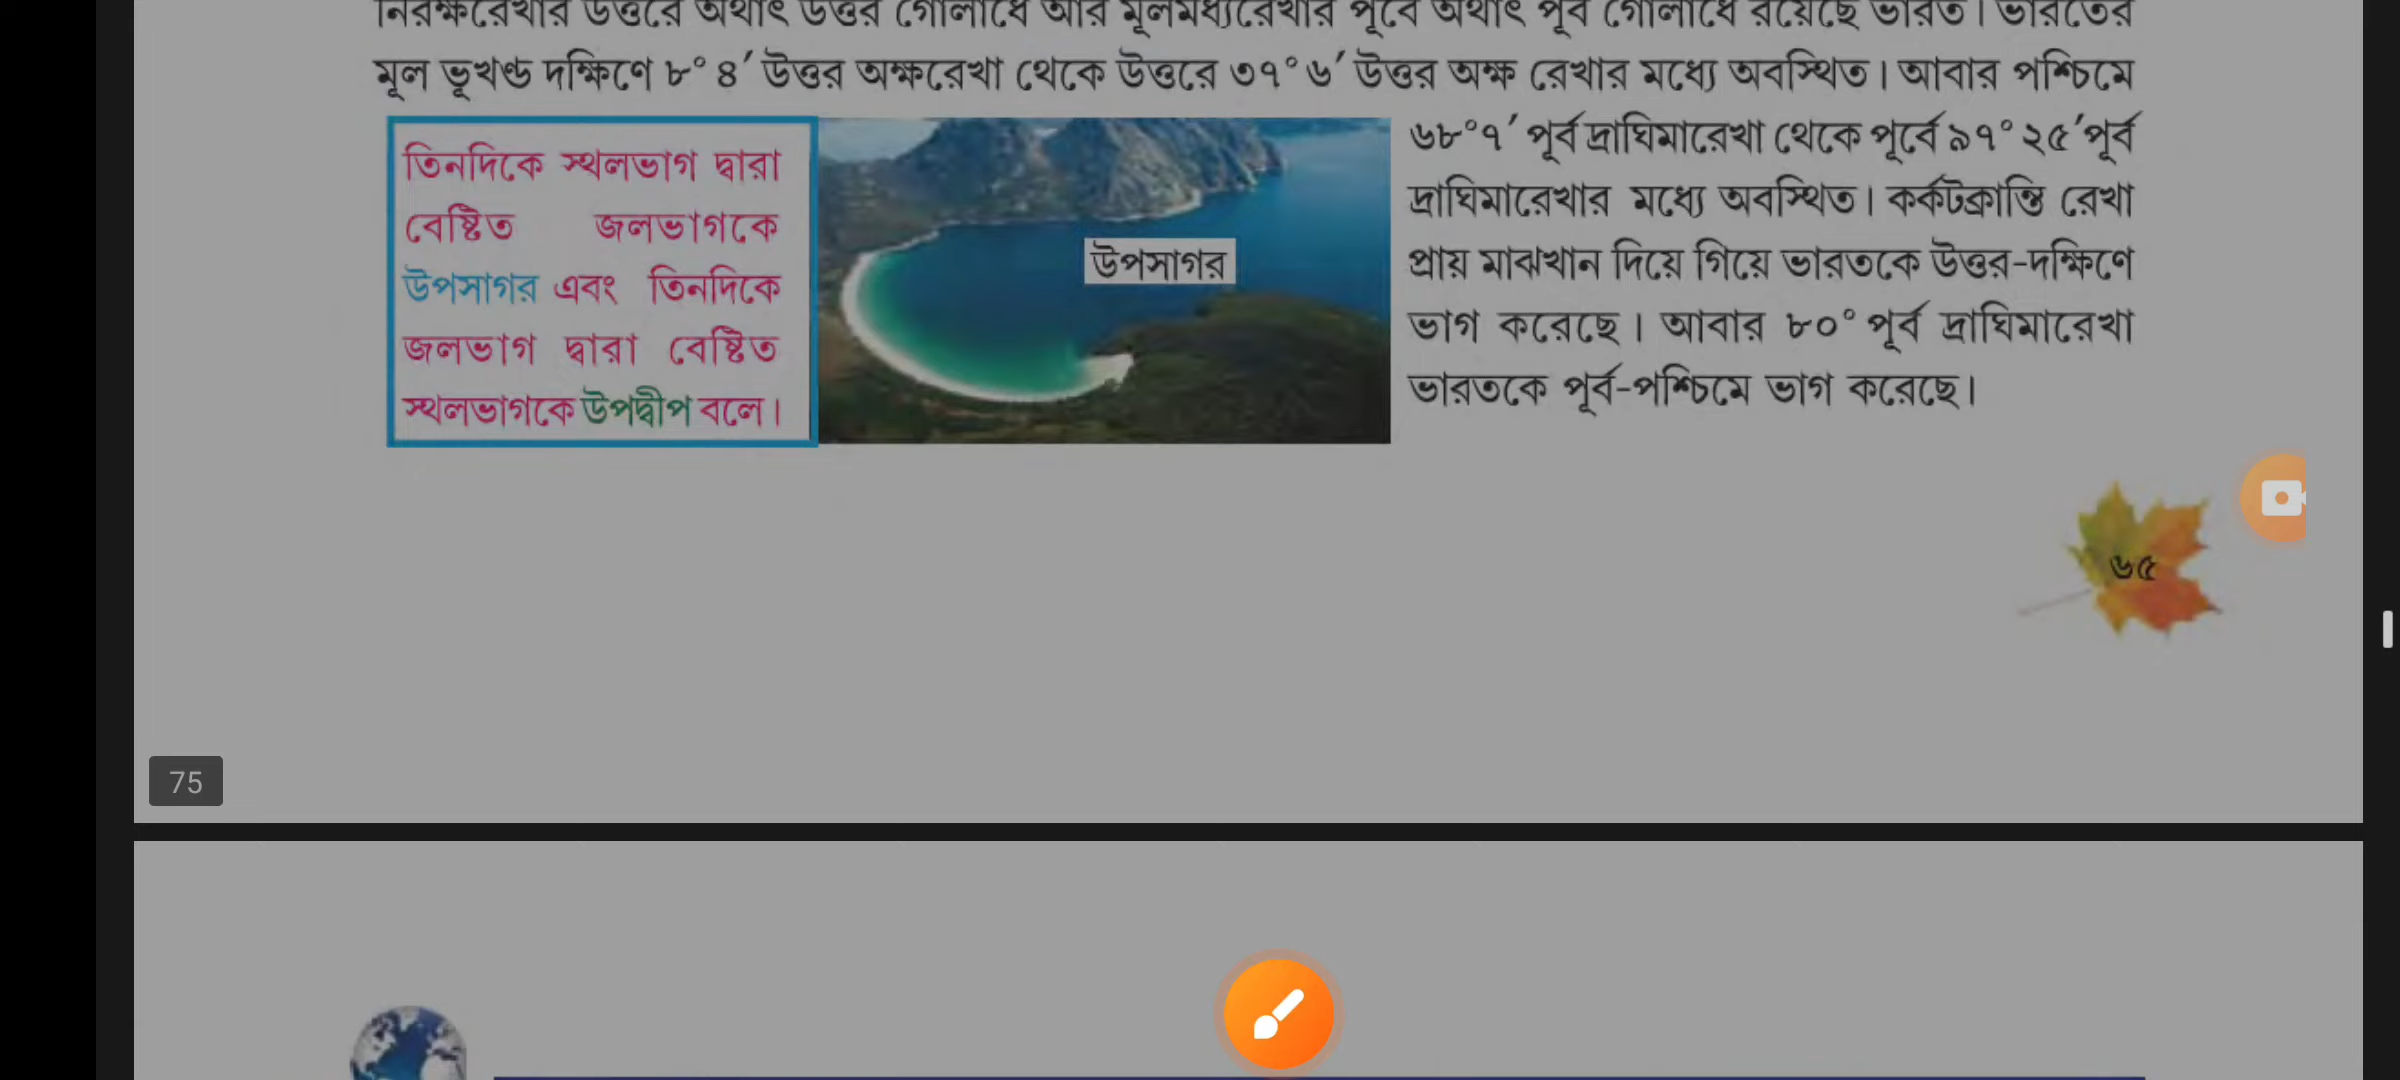 নিরক্ষরেখার উত্তরে অর্থাৎ উত্তর গোলার্ধে আর মূলমধ্যরেখার পূর্বে অর্থাৎ পূর্ব গোলার্ধে রয়েছে ভারত। ভারতের
মূল ভূখণ্ড দক্ষিণে ৮° ৪′ উত্তর অক্ষরেখা থেকে উত্তরে ৩৭° ৬′ উত্তর অক্ষ রেখার মধ্যে অবস্থিত। আবার পশ্চিমে
তিনদিকে স্থলভাগ দ্বারা
বেষ্টিত জলভাগকে
উপসাগর এবং তিনদিকে
জলভাগ দ্বারা বেষ্টিত
স্থলভাগকে উপদ্বীপ বলে।
উপসাগর
৬৮°৭′ পূর্ব দ্রাঘিমারেখা থেকে পূর্বে ৯৭° ২৫′পূর্ব
দ্রাঘিমারেখার মধ্যে অবস্থিত। কর্কটক্রান্তি রেখা
প্রায় মাঝখান দিয়ে গিয়ে ভারতকে উত্তর-দক্ষিণে
ভাগ করেছে। আবার ৮০° পূর্ব দ্রাঘিমারেখা
ভারতকে পূর্ব-পশ্চিমে ভাগ করেছে।
৬৫
75